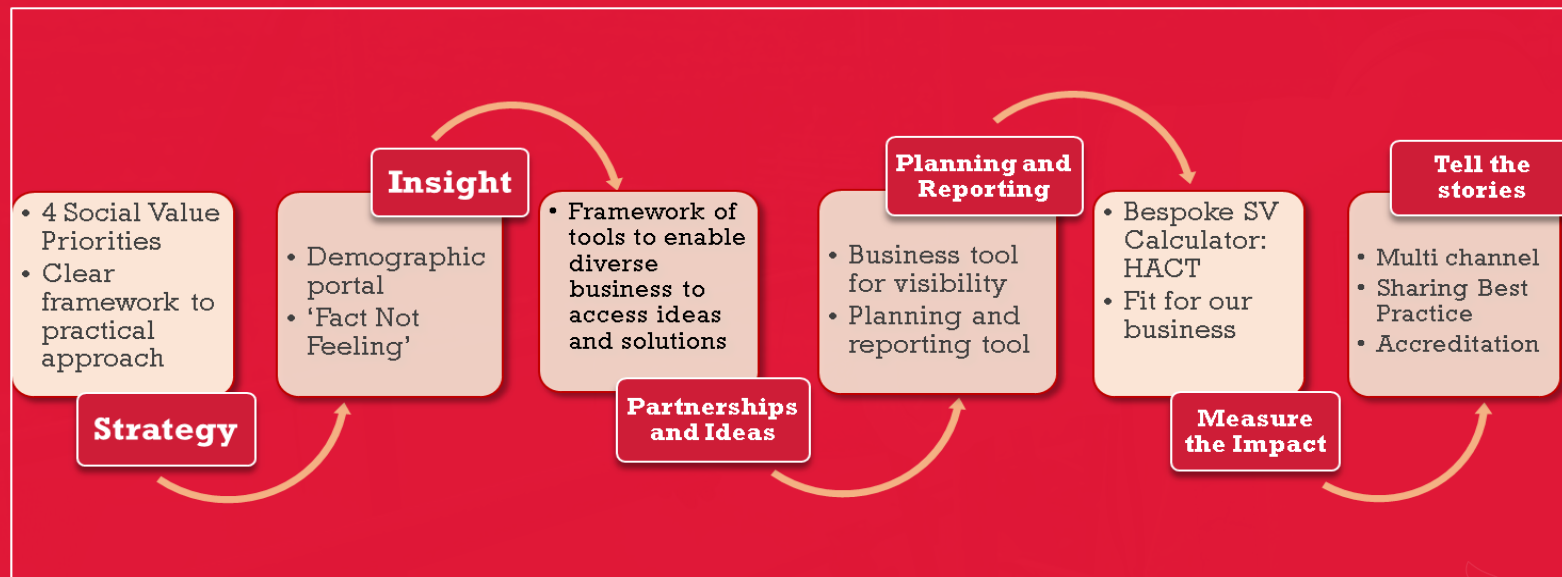 • 4 Social Value
Priorities
• Clear
framework to
practical
approach
Strategy
Insight
• Demographic
portal
• ‘Fact Not
Feeling’
• Framework of
tools to enable
diverse
business to
access ideas
and solutions
Partnerships
and Ideas
Planning and
Reporting
• Business tool
for visibility
• Planning and
reporting tool
• Bespoke SV
Calculator:
HACT
• Fit for our
business
Measure
the Impact
Tell the
stories
• Multi channel
• Sharing Best
Practice
• Accreditation